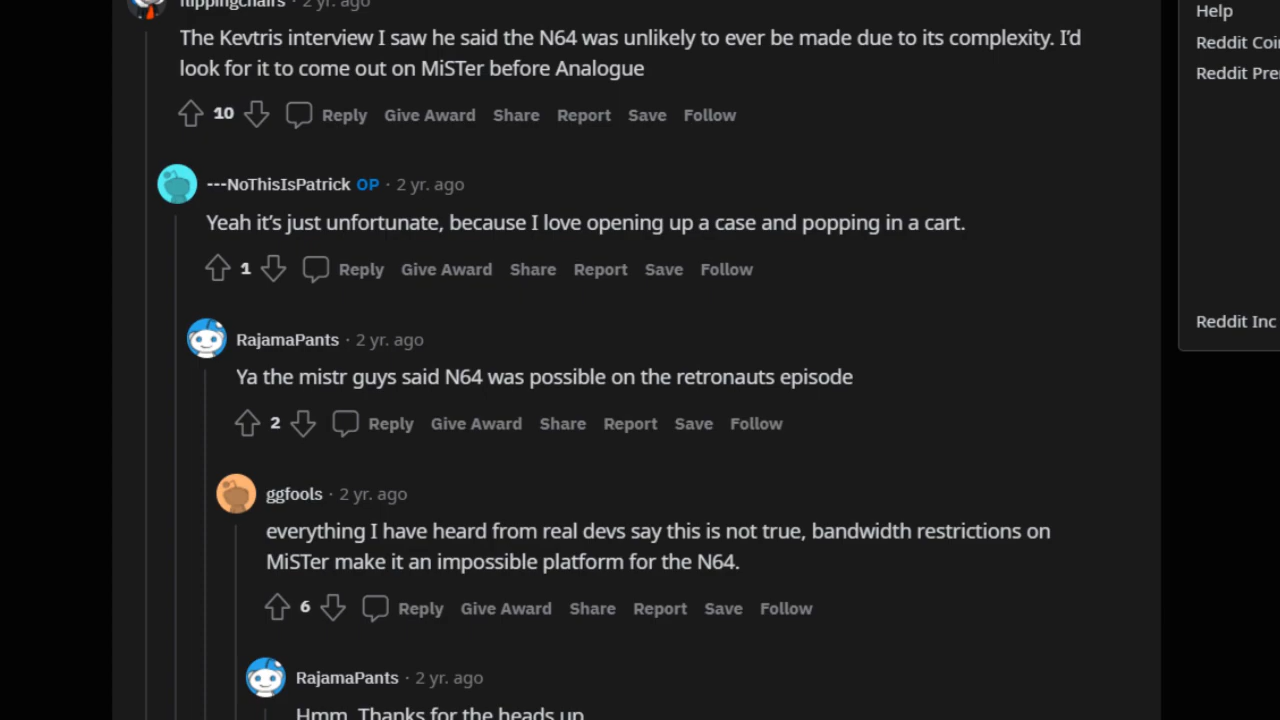 flippingchairs · 2 yr. ago
The Kevtris interview I saw he said the N64 was unlikely to ever be made due to its complexity. I'd
look for it to come out on MiSTer before Analogue
10 Reply Give Award Share Report Save Follow
---NoThisIsPatrick OP · 2 yr. ago
Yeah it's just unfortunate, because I love opening up a case and popping in a cart.
1 Reply Give Award Share Report Save Follow
RajamaPants · 2 yr. ago
Ya the mistr guys said N64 was possible on the retronauts episode
2 Reply Give Award Share Report Save Follow
ggfools · 2 yr. ago
everything I have heard from real devs say this is not true, bandwidth restrictions on
MiSTer make it an impossible platform for the N64.
6 Reply Give Award Share Report Save Follow
RajamaPants · 2 yr. ago
Hmm. Thanks for the heads up
Help
Reddit Coi
Reddit Pre
Reddit Inc